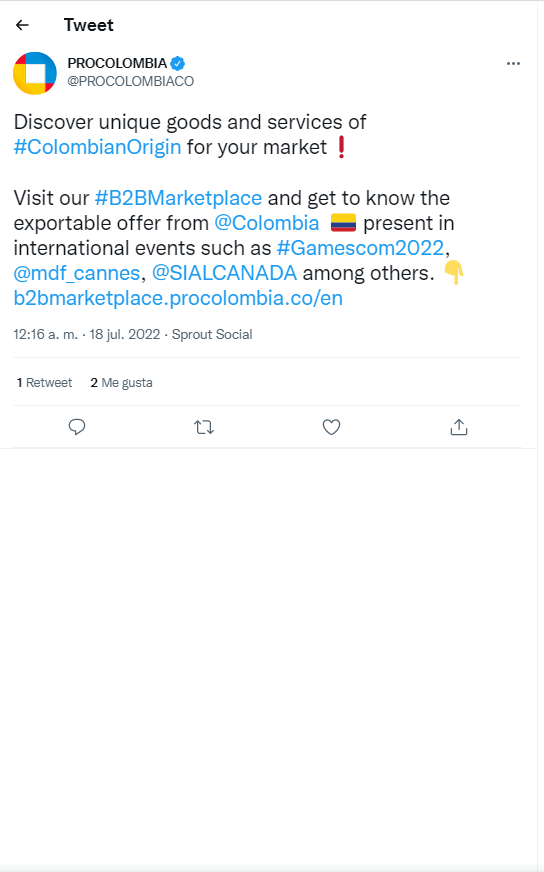 Tweet
PROCOLOMBIA
@PROCOLOMBIACO
Discover unique goods and services of
#ColombianOrigin for your market ❗
Visit our #B2BMarketplace and get to know the
exportable offer from @Colombia 🇨🇴 present in
international events such as #Gamescom2022,
@mdf_cannes, @SIALCANADA among others. 👇
b2bmarketplace.procolombia.co/en
12:16 a. m. · 18 jul. 2022 · Sprout Social
1 Retweet 2 Me gusta